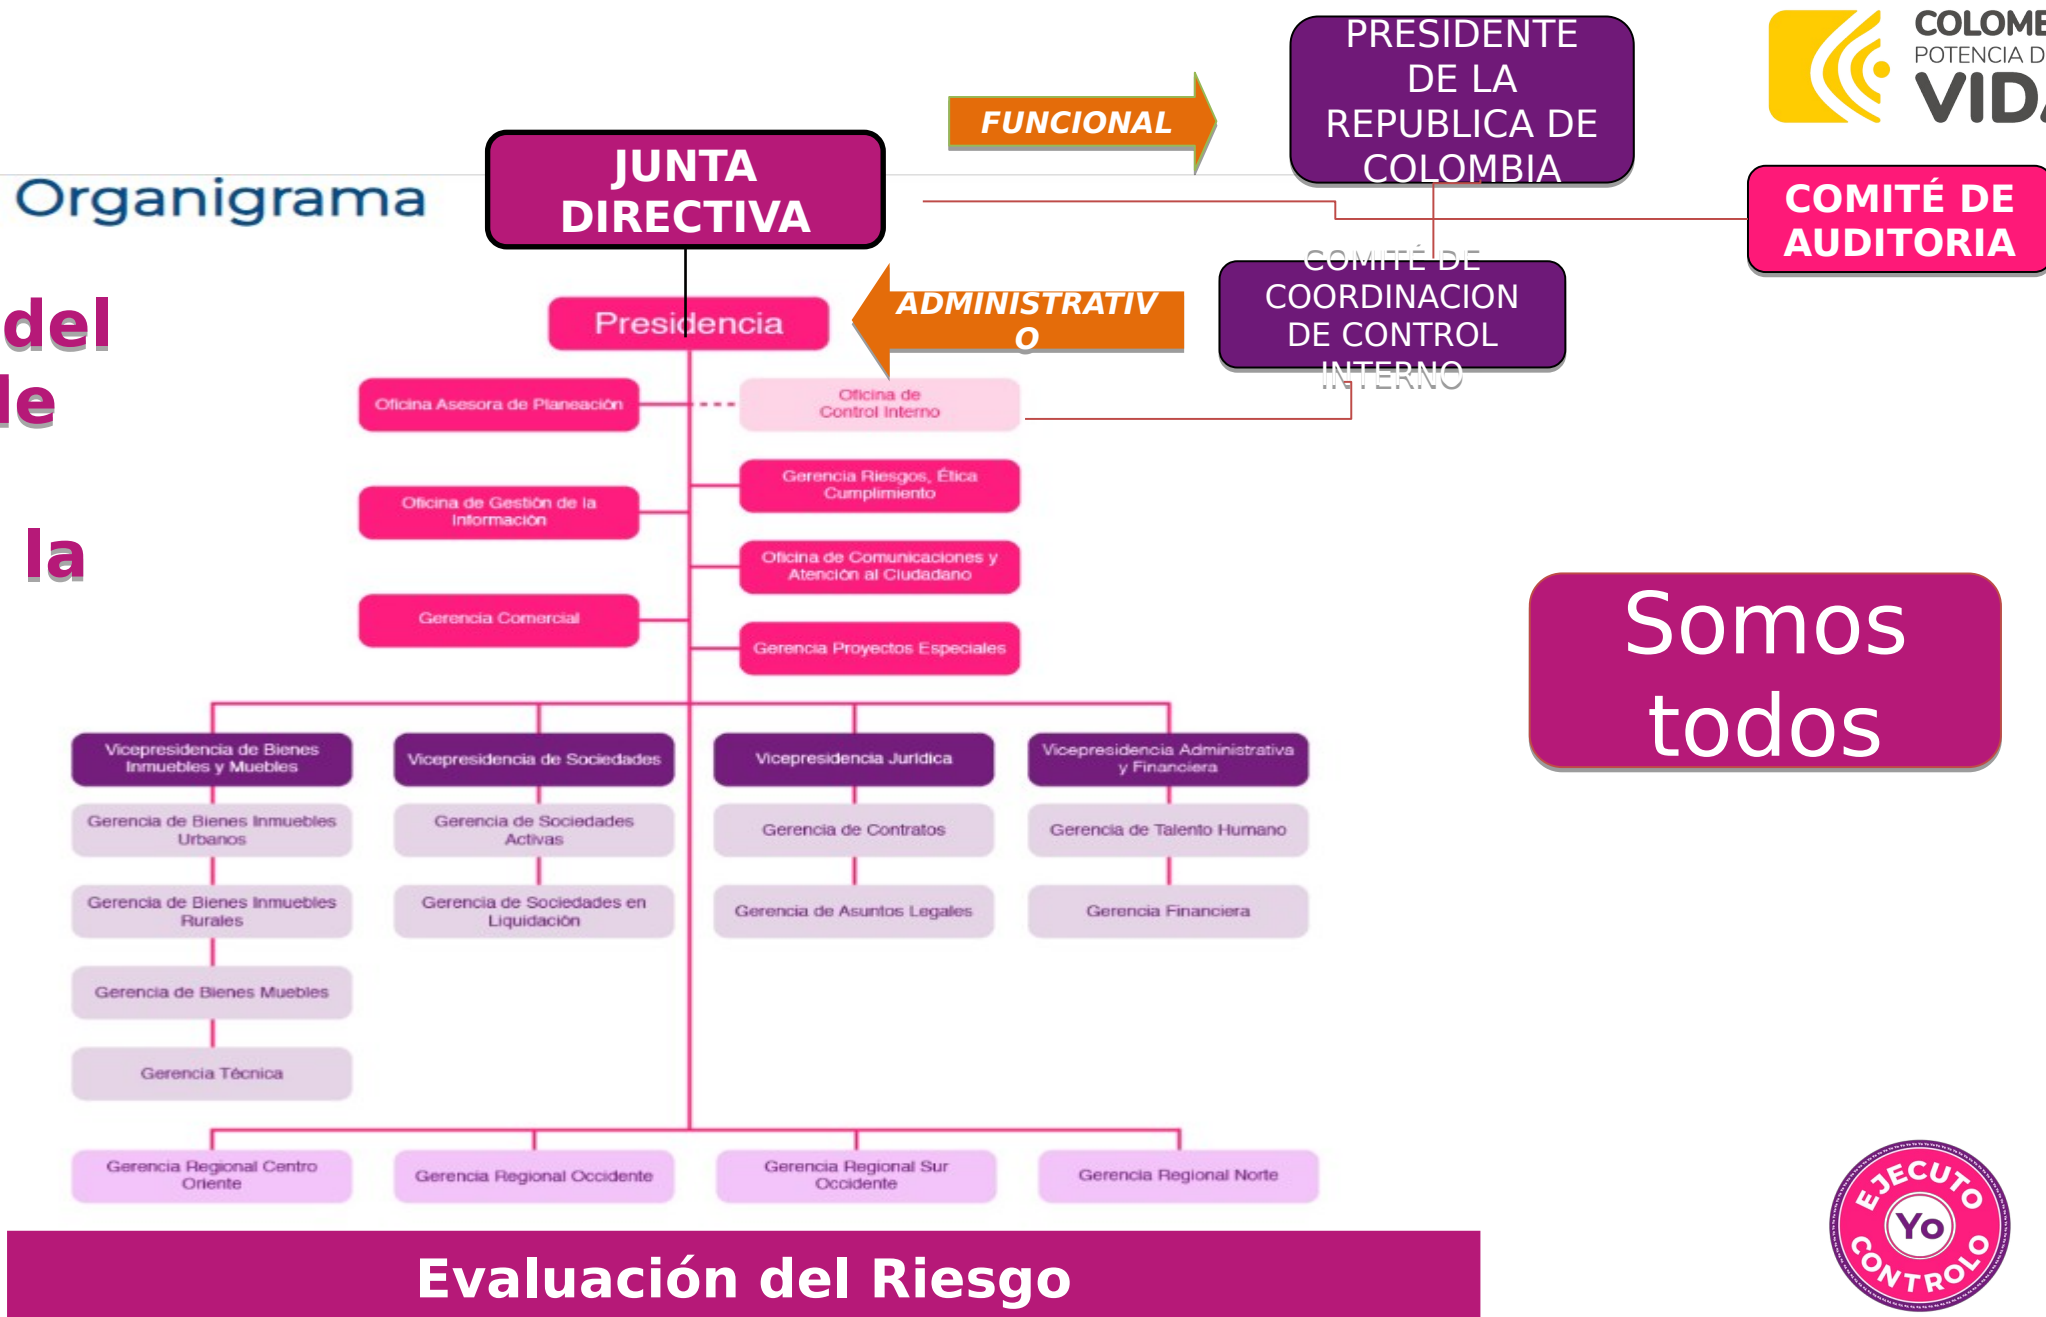 PRESIDENTE
DE LA
REPUBLICA DE
COLOMBIA
POTENCIA
FUNCIONAL
JUNTA
DIRECTIVA
Organigrama
COMITÉ DE
AUDITORIA
COMITÉ DE
COORDINACION
DE CONTROL
INTERNO
ADMINISTRATIV
O
del
Presidencia
la
Oficina Asesora de Planeación
Oficina de
Control Interno
Gerencia Riesgos, Ética
Cumplimiento
Oficina de Gestión de la
Información
Oficina de Comunicaciones y
Atención al Ciudadano
Gerencia Comercial
Gerencia Proyectos Especiales
Somos
todos
Vicepresidencia de Bienes
Inmuebles y Muebles
Vicepresidencia de Sociedades
Vicepresidencia Jurídica
Vicepresidencia Administrativa
y Financiera
Gerencia de Bienes Inmuebles
Urbanos
Gerencia de Sociedades
Activas
Gerencia de Contratos
Gerencia de Talento Humano
Gerencia de Bienes Inmuebles
Rurales
Gerencia de Sociedades en
Liquidación
Gerencia de Asuntos Legales
Gerencia Financiera
Gerencia de Bienes Muebles
Gerencia Técnica
Gerencia Regional Centro
Oriente
Gerencia Regional Occidente
Gerencia Regional Sur
Occidente
Gerencia Regional Norte
EJECUTO
Yo
CONTROLO
Evaluación del Riesgo